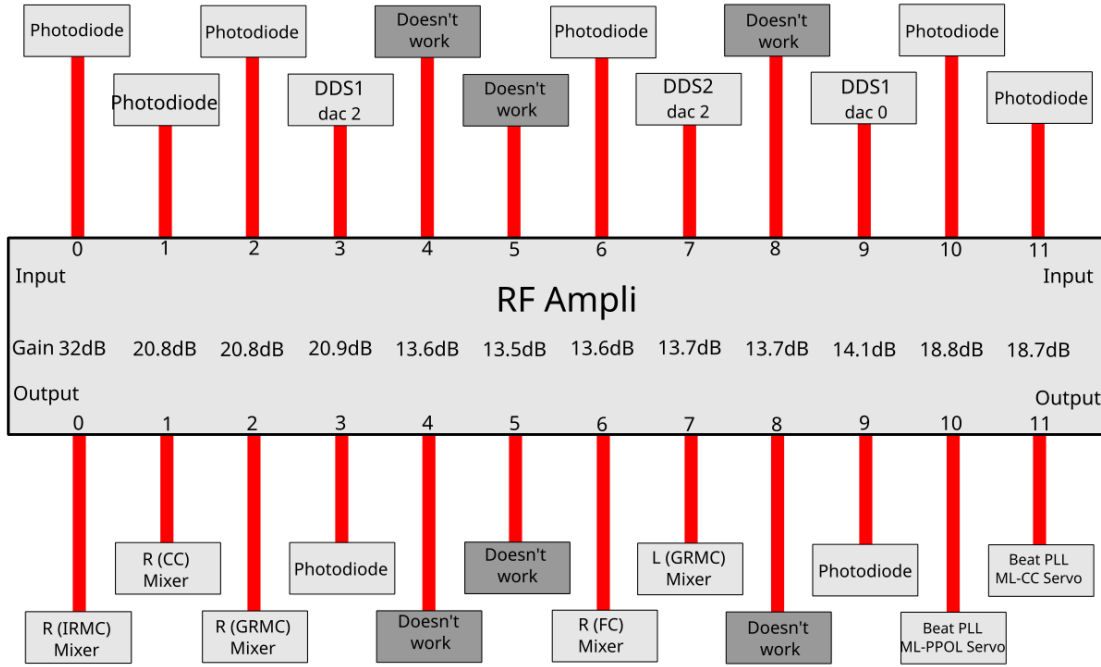 Photodiode
Photodiode
Doesn't
work
Photodiode
Doesn't
work
Photodiode
Photodiode
DDS1
dac 2
Doesn't
work
DDS2
dac 2
DDS1
dac 0
Photodiode
0 1 2 3 4 5 6 7 8 9 10 11
Input Input
RF Ampli
Gain 32dB 20.8dB 20.8dB 20.9dB 13.6dB 13.5dB 13.6dB 13.7dB 13.7dB 14.1dB 18.8dB 18.7dB
Output Output
0 1 2 3 4 5 6 7 8 9 10 11
R (CC)
Mixer
Photodiode
Doesn't
work
L (GRMC)
Mixer
Photodiode
Beat PLL
ML-CC Servo
R (IRMC)
Mixer
R (GRMC)
Mixer
Doesn't
work
R (FC)
Mixer
Doesn't
work
Beat PLL
ML-PPOL Servo